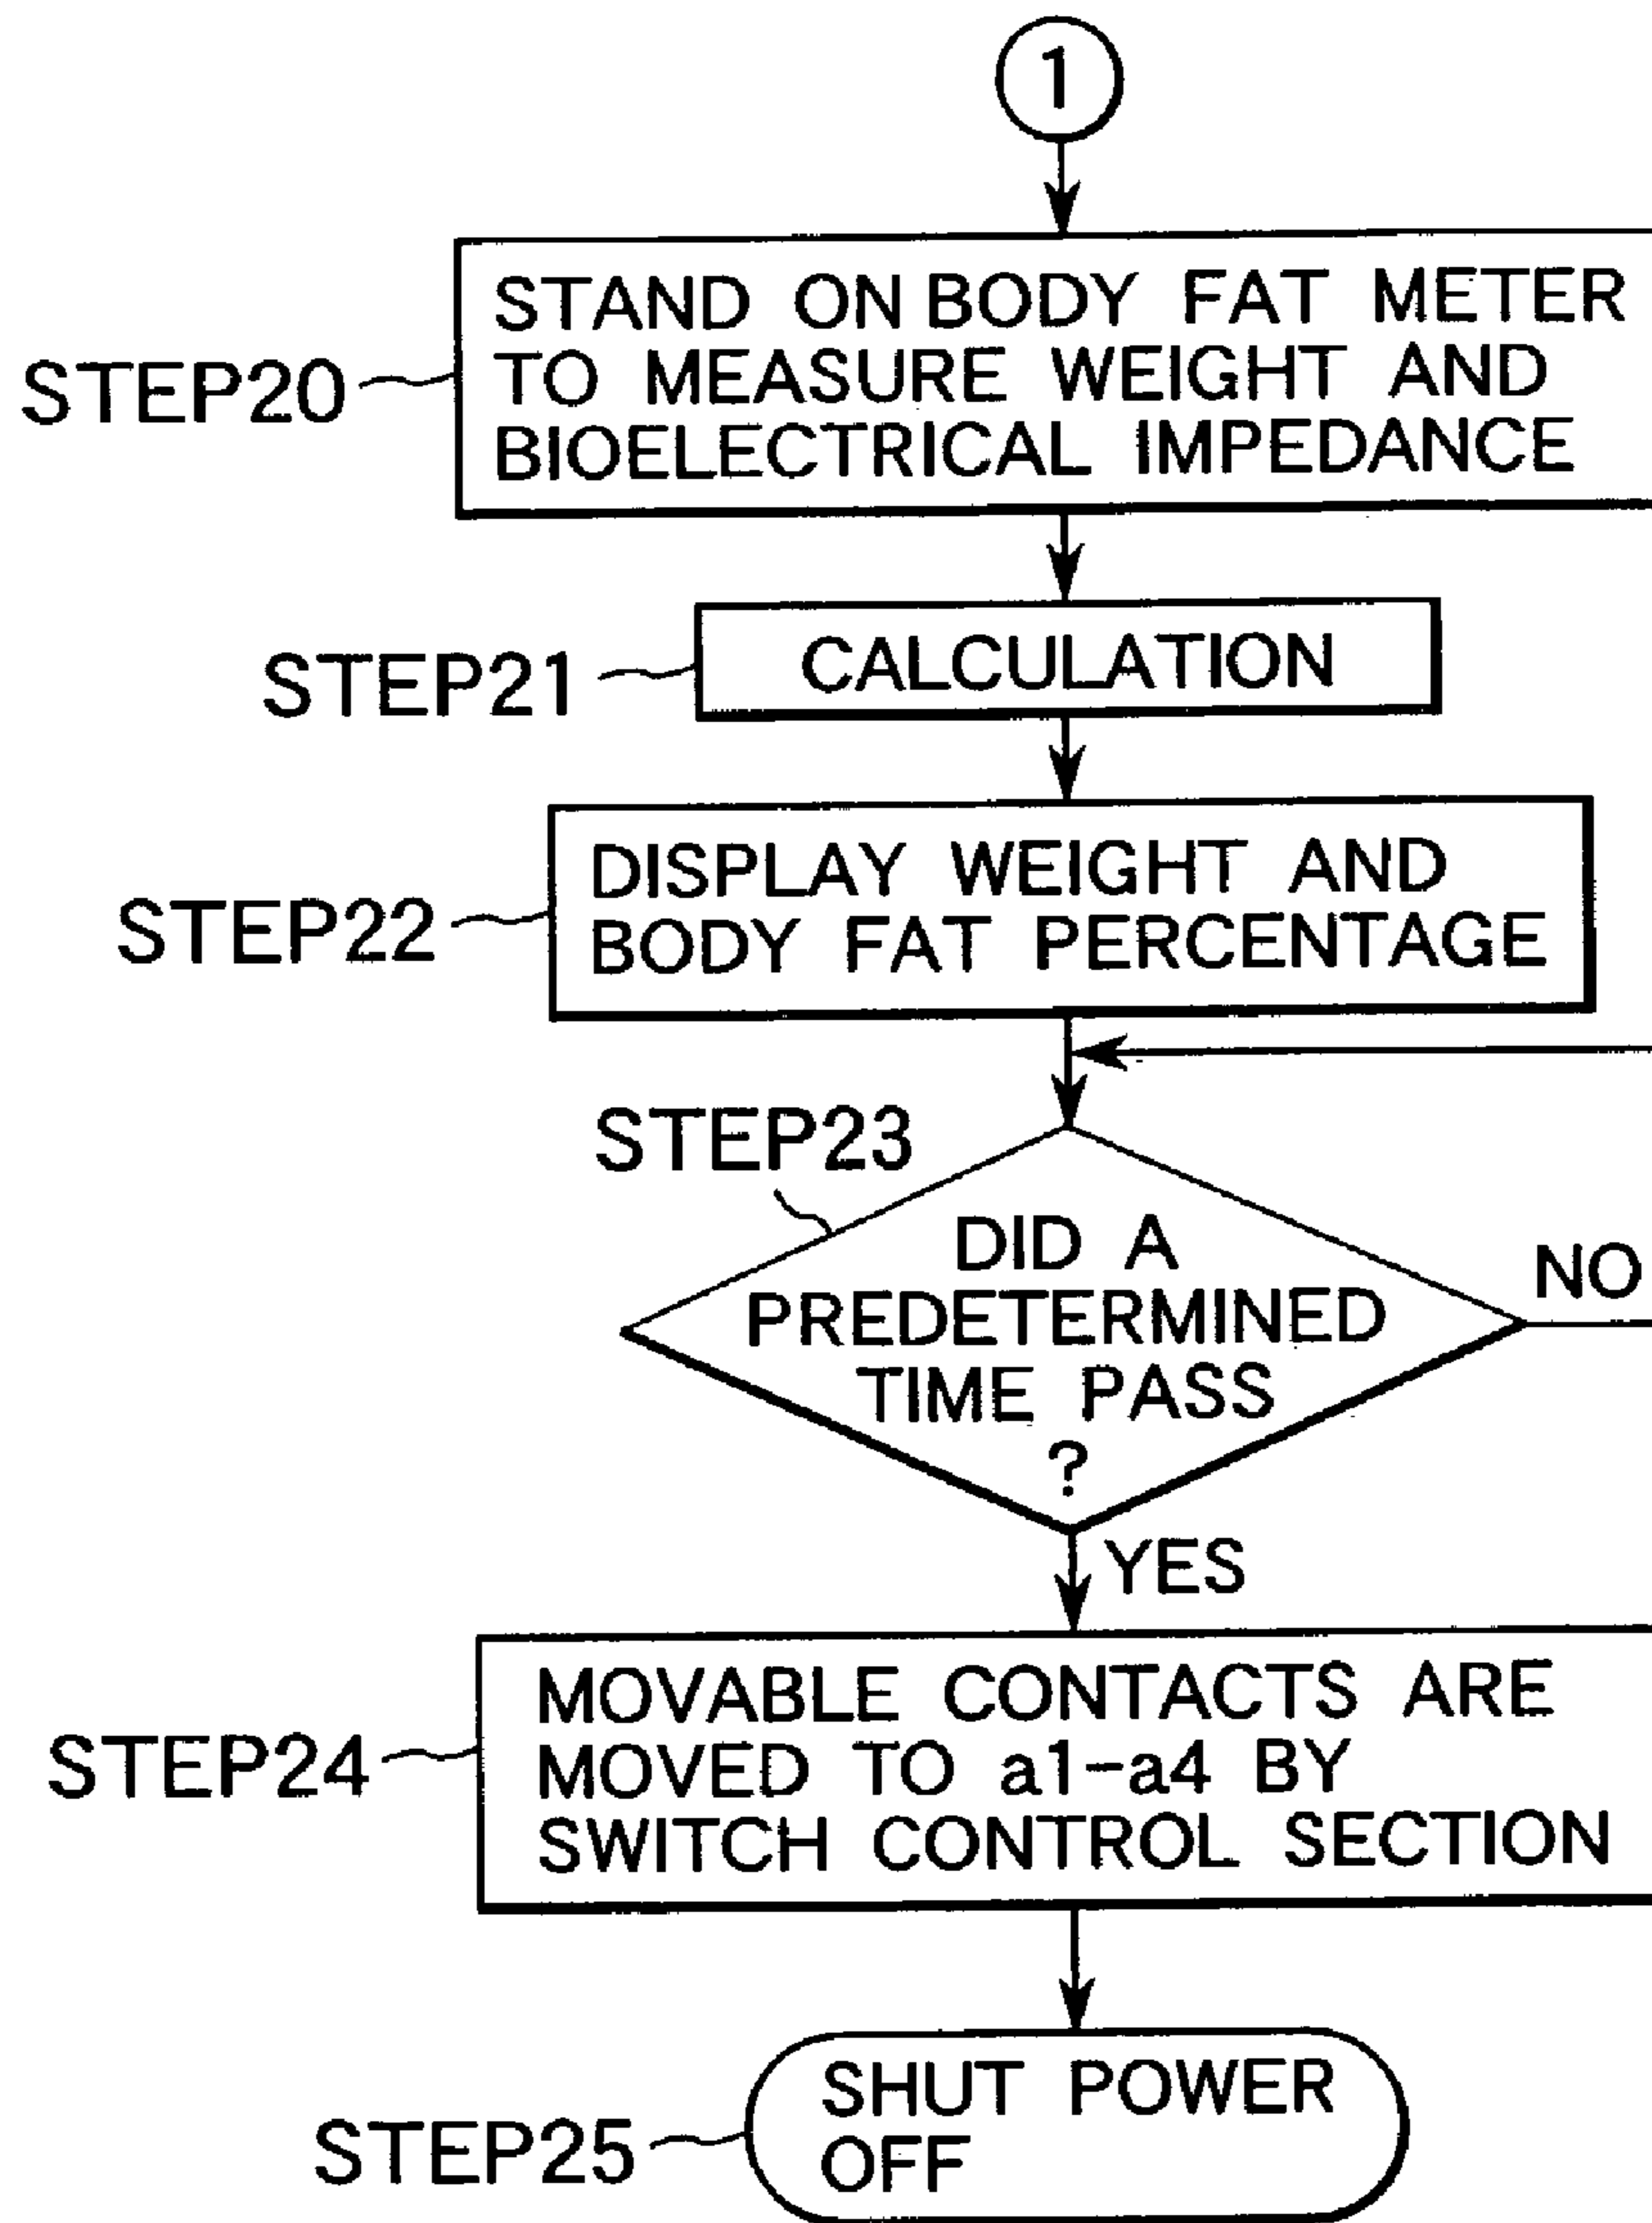 1
STEP20
STAND ON BODY FAT METER
TO MEASURE WEIGHT AND
BIOELECTRICAL IMPEDANCE
STEP21
CALCULATION
STEP22
DISPLAY WEIGHT AND
BODY FAT PERCENTAGE
STEP23
DID A
PREDETERMINED
TIME PASS
?
NO
YES
STEP24
MOVABLE CONTACTS ARE
MOVED TO a1-a4 BY
SWITCH CONTROL SECTION
STEP25
SHUT POWER
OFF